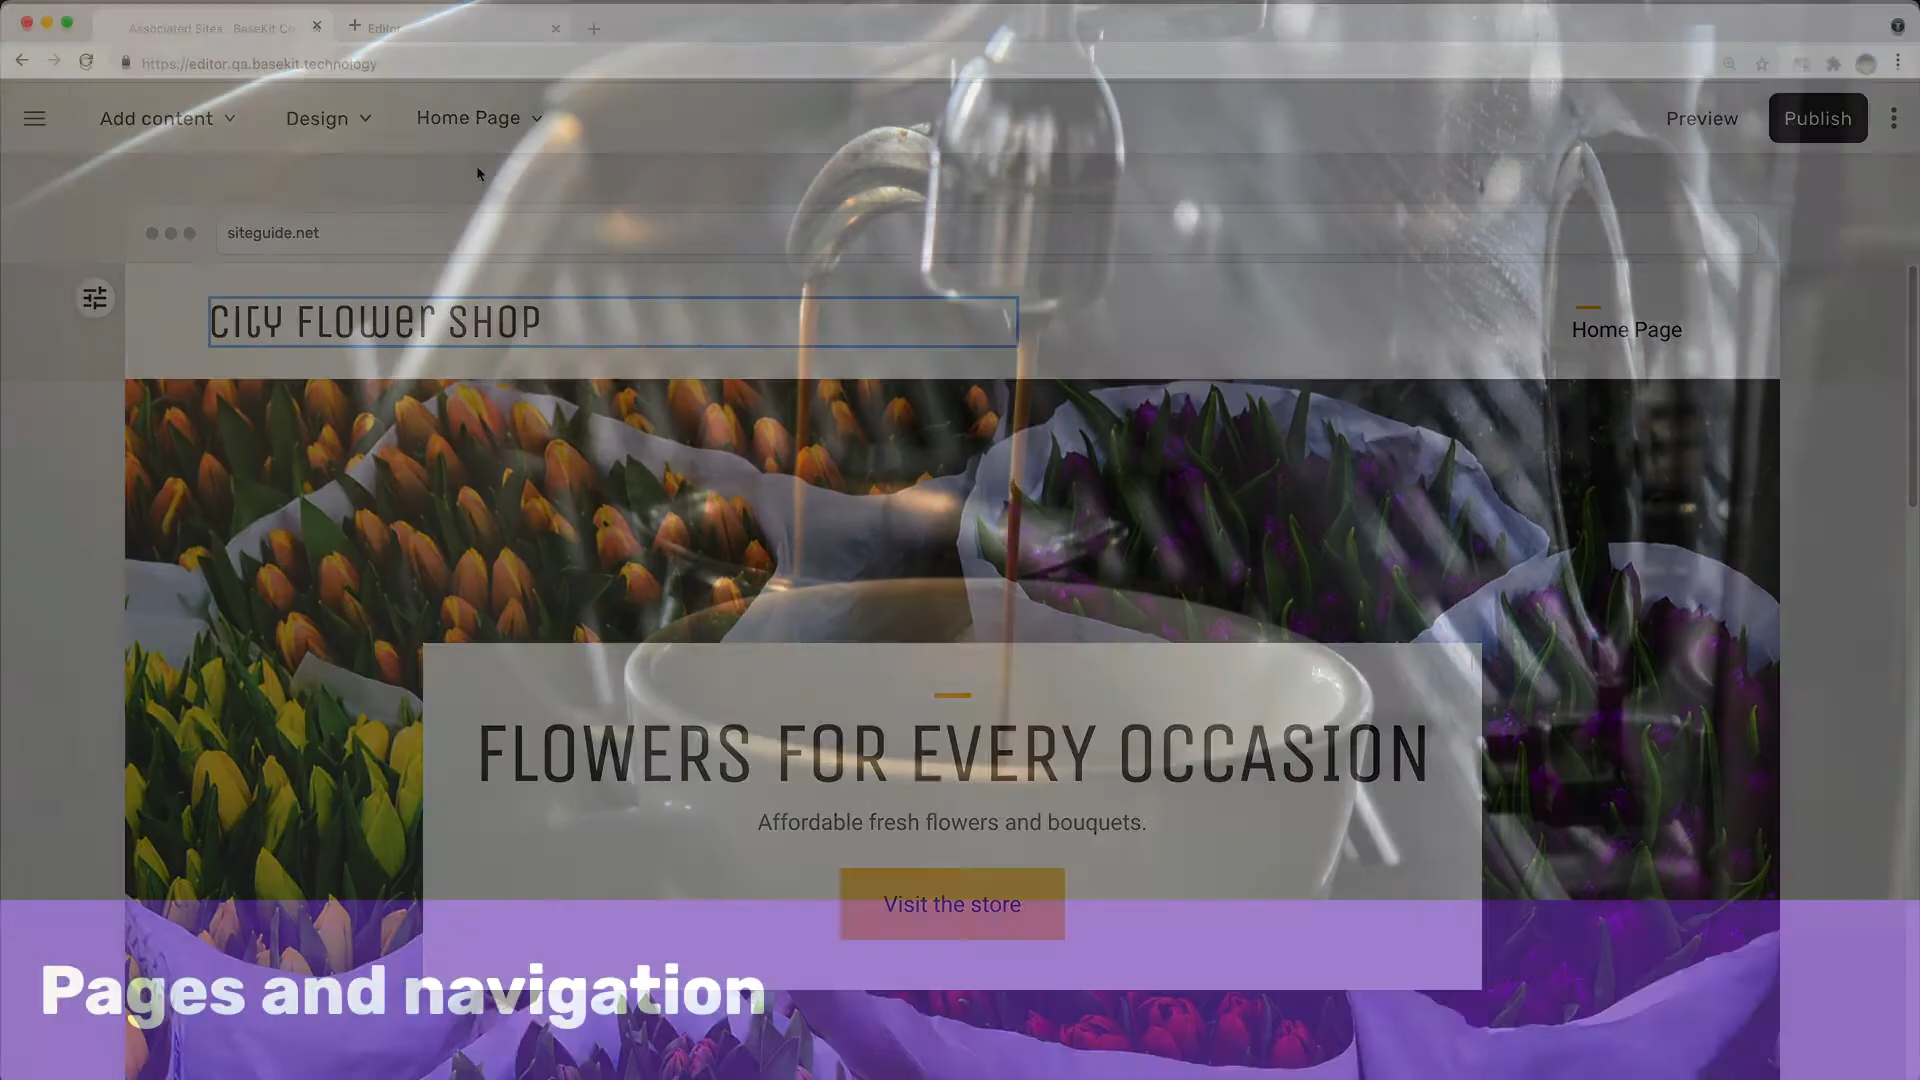 Associated Sites BaseKit Co
Editor
https://editor.qa.basekit.technology
Add content
Design
Home Page
Preview
Publish
siteguide.net
City Flower Shop
Home Page
FLOWERS FOR EVERY OCCASION
Affordable fresh flowers and bouquets.
Visit the store
Pages and navigation